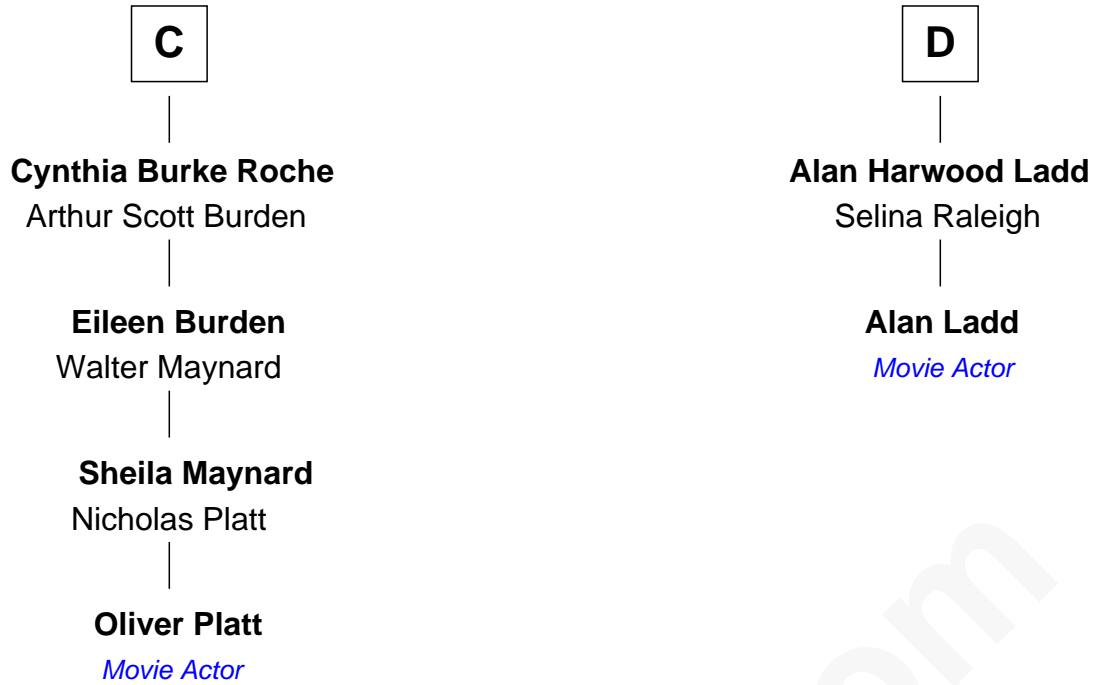 C
Cynthia Burke Roche
Arthur Scott Burden
Eileen Burden
Walter Maynard
Sheila Maynard
Nicholas Platt
Oliver Platt
Movie Actor
D
Alan Harwood Ladd
Selina Raleigh
Alan Ladd
Movie Actor
om